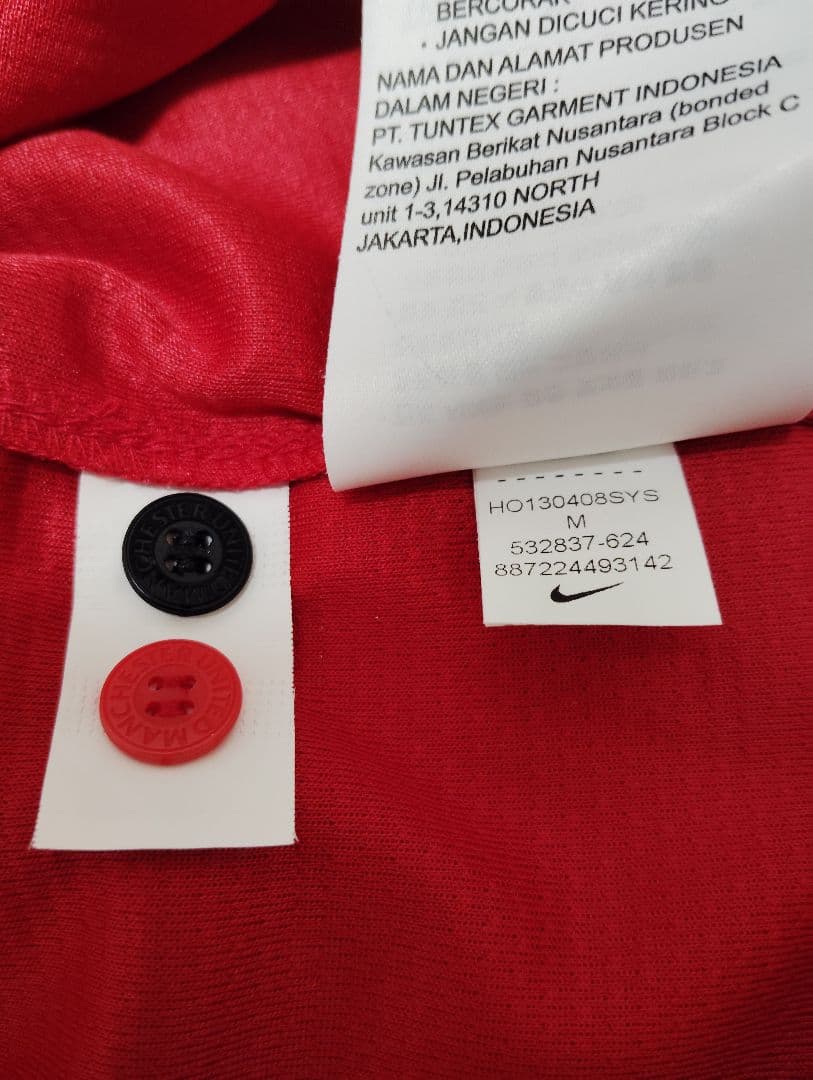 BERCORAK
· JANGAN DICUCI KERING
NAMA DAN ALAMAT PRODUSEN
DALAM NEGERI :
PT. TUNTEX GARMENT INDONESIA
Kawasan Berikat Nusantara (bonded
zone) Jl. Pelabuhan Nusantara Block C
unit 1-3,14310 NORTH
JAKARTA,INDONESIA
HO130408SYS
M
532837-624
887224493142
MANCHESTER UNITED
MANCHESTER UNITED